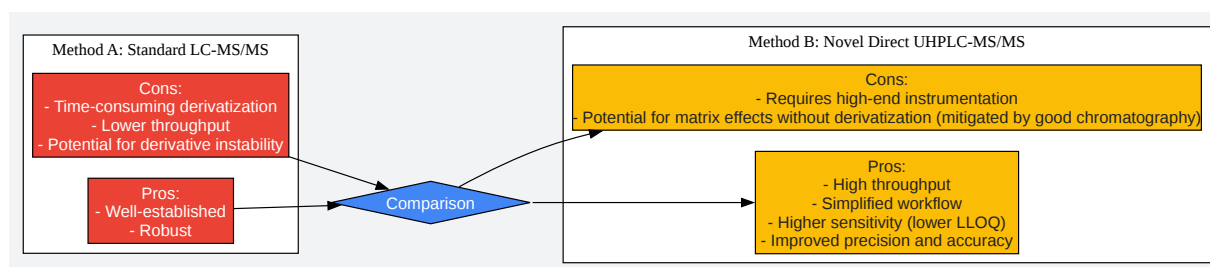 Method A: Standard LC-MS/MS
Cons:
- Time-consuming derivatization
- Lower throughput
- Potential for derivative instability
Pros:
- Well-established
- Robust
Comparison
Method B: Novel Direct UHPLC-MS/MS
Cons:
- Requires high-end instrumentation
- Potential for matrix effects without derivatization (mitigated by good chromatography)
Pros:
- High throughput
- Simplified workflow
- Higher sensitivity (lower LLOQ)
- Improved precision and accuracy